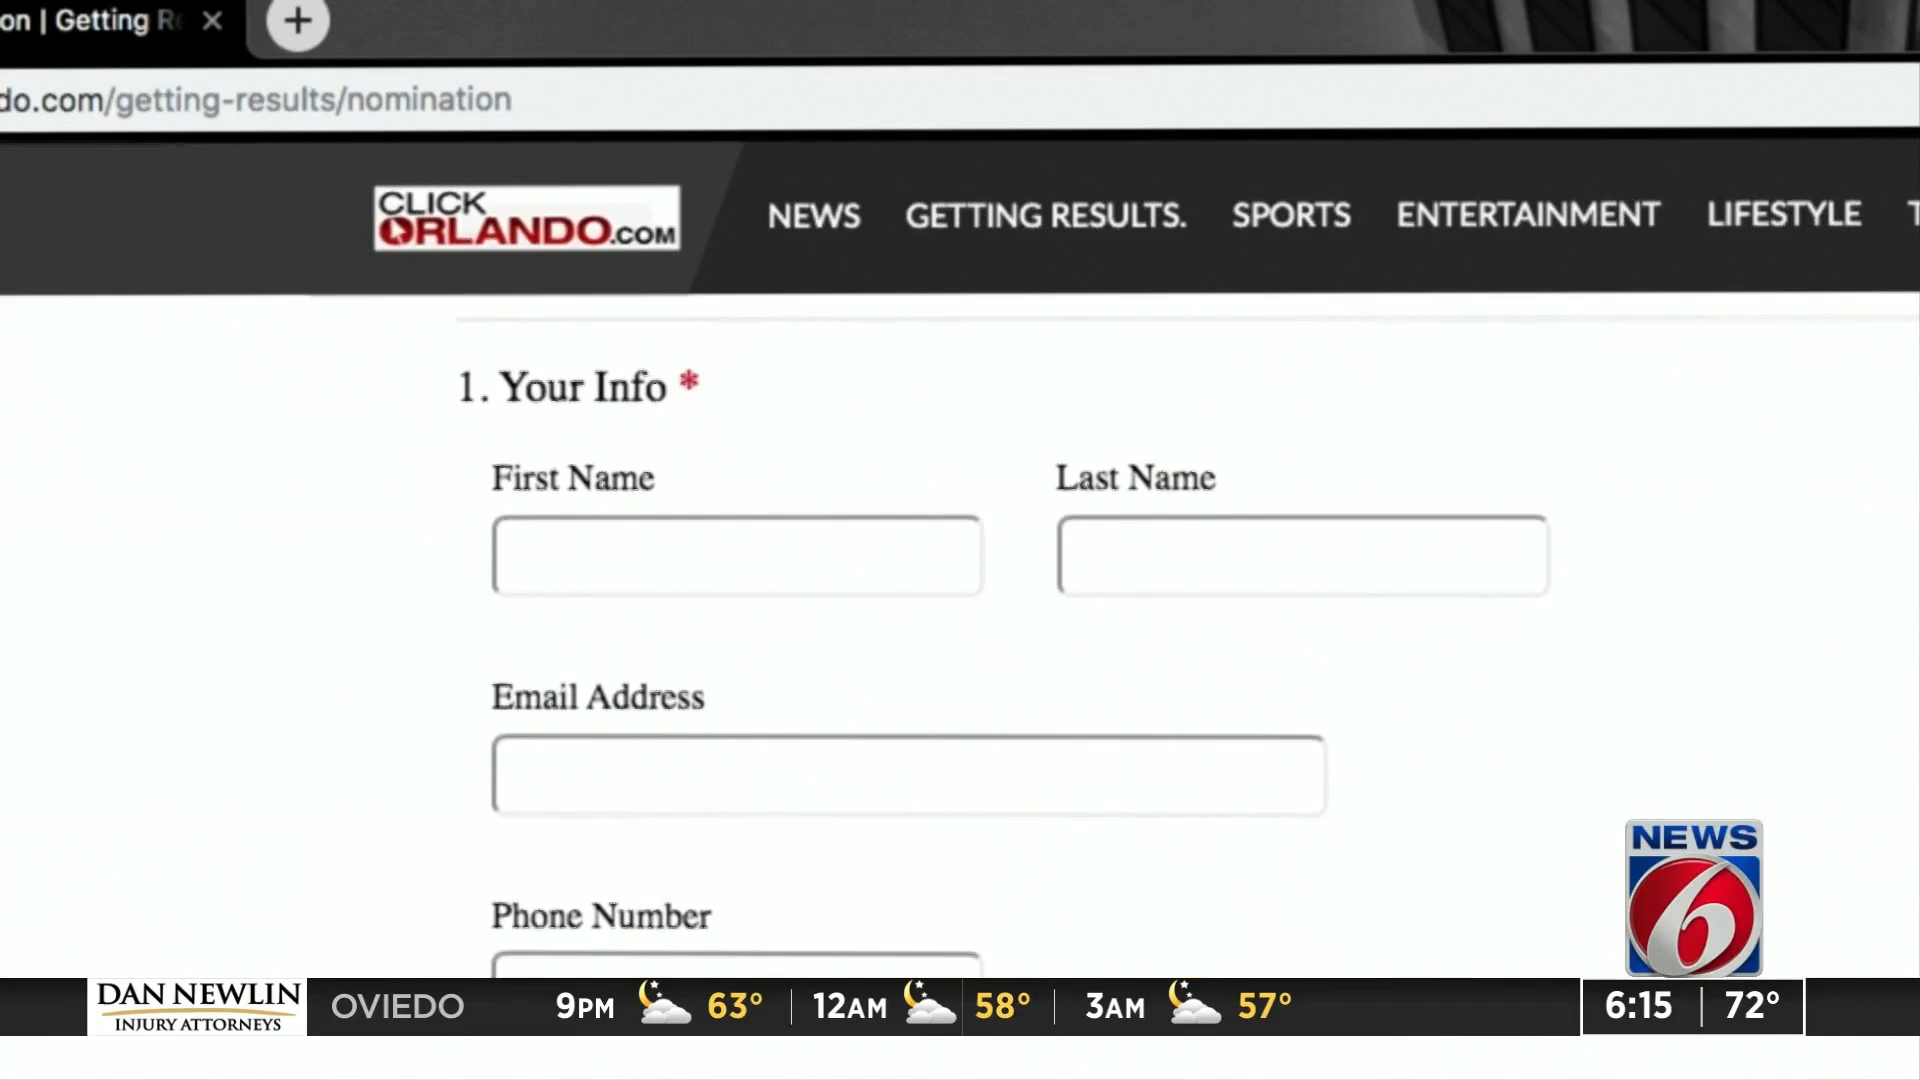 on | Getting Re
do.com/getting-results/nomination
CLICK
ORLANDO.COM
NEWS GETTING RESULTS. SPORTS ENTERTAINMENT LIFESTYLE T
1. Your Info *
First Name Last Name
Email Address
Phone Number
NEWS
6
DAN NEWLIN
INJURY ATTORNEYS
OVIEDO 9PM 63° 12AM 58° 3AM 57° 6:15 72°